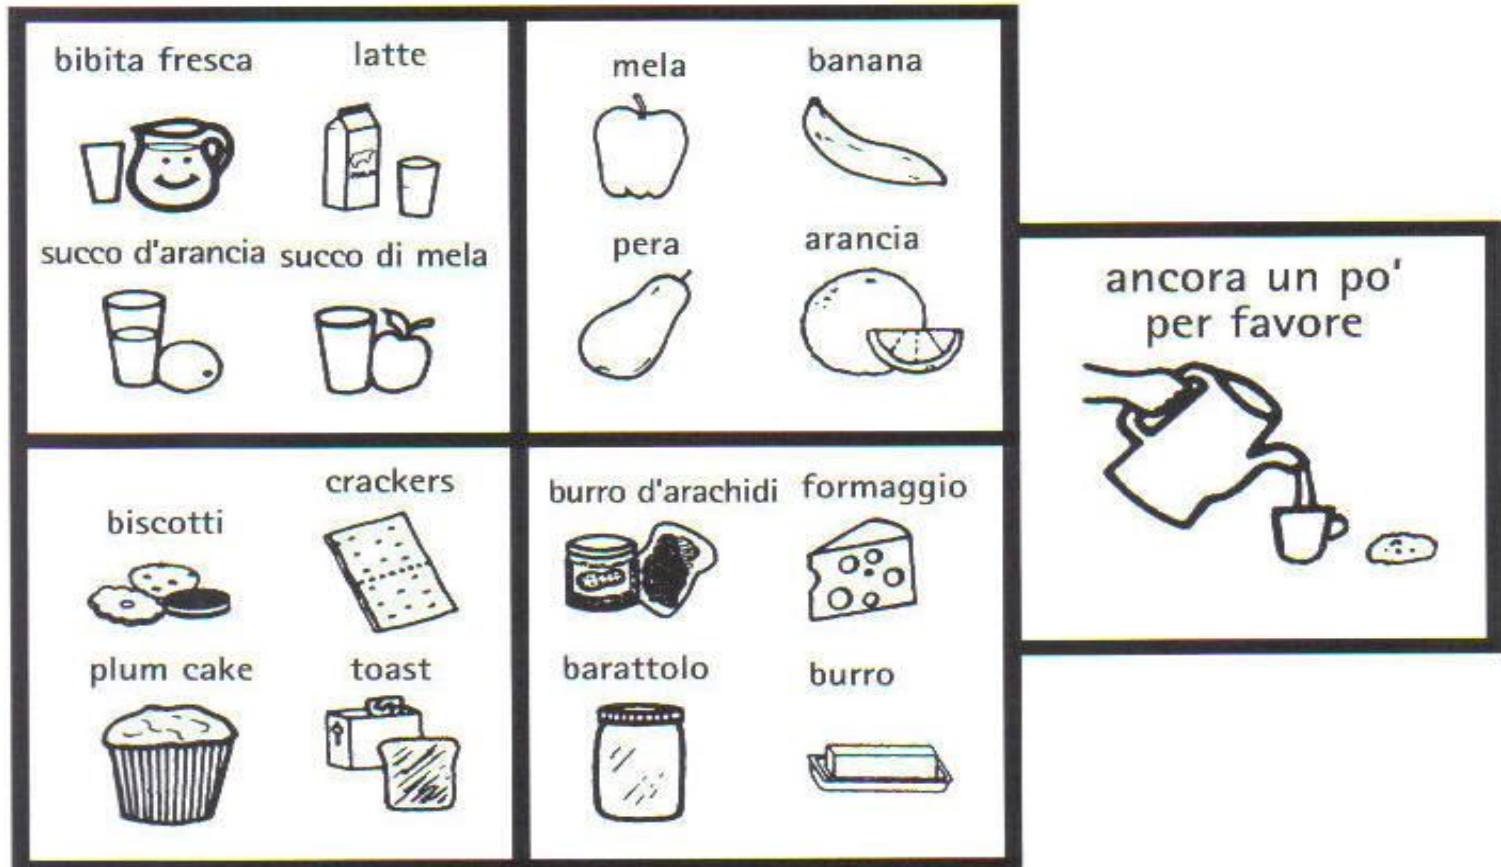 bibita fresca
latte
succo d'arancia
succo di mela
mela
banana
pera
arancia
ancora un po'
per favore
biscotti
crackers
plum cake
toast
burro d'arachidi
formaggio
barattolo
burro